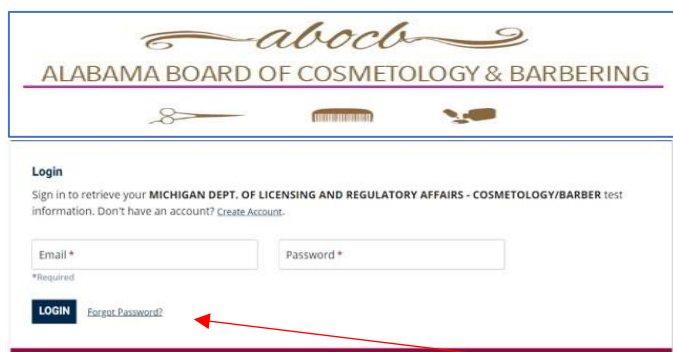 abocb
ALABAMA BOARD OF COSMETOLOGY & BARBERING
Login
Sign in to retrieve your MICHIGAN DEPT. OF LICENSING AND REGULATORY AFFAIRS - COSMETOLOGY/BARBER test
information. Don't have an account? Create Account.
Email * Password *
*Required
LOGIN Forgot Password?